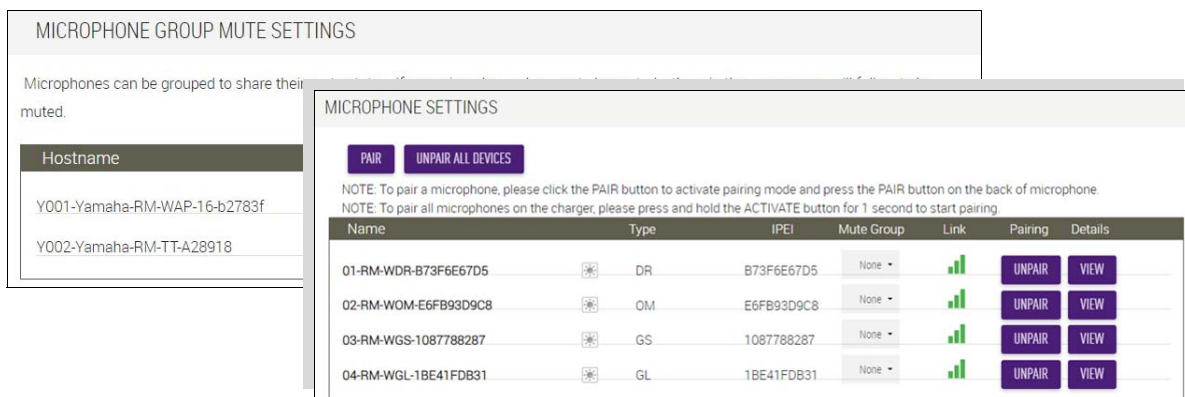 MICROPHONE GROUP MUTE SETTINGS
Microphones can be grouped to share their
muted.
Hostname
Y001-Yamaha-RM-WAP-16-b2783f
Y002-Yamaha-RM-TT-A28918
MICROPHONE SETTINGS
PAIR UNPAIR ALL DEVICES
NOTE: To pair a microphone, please click the PAIR button to activate pairing mode and press the PAIR button on the back of microphone.
NOTE: To pair all microphones on the charger, please press and hold the ACTIVATE button for 1 second to start pairing.
Name Type IPEI Mute Group Link Pairing Details
01-RM-WDR-B73F6E67D5 DR B73F6E67D5 None UNPAIR VIEW
02-RM-WOM-E6FB93D9C8 OM E6FB93D9C8 None UNPAIR VIEW
03-RM-WGS-1087788287 GS 1087788287 None UNPAIR VIEW
04-RM-WGL-1BE41FDB31 GL 1BE41FDB31 None UNPAIR VIEW